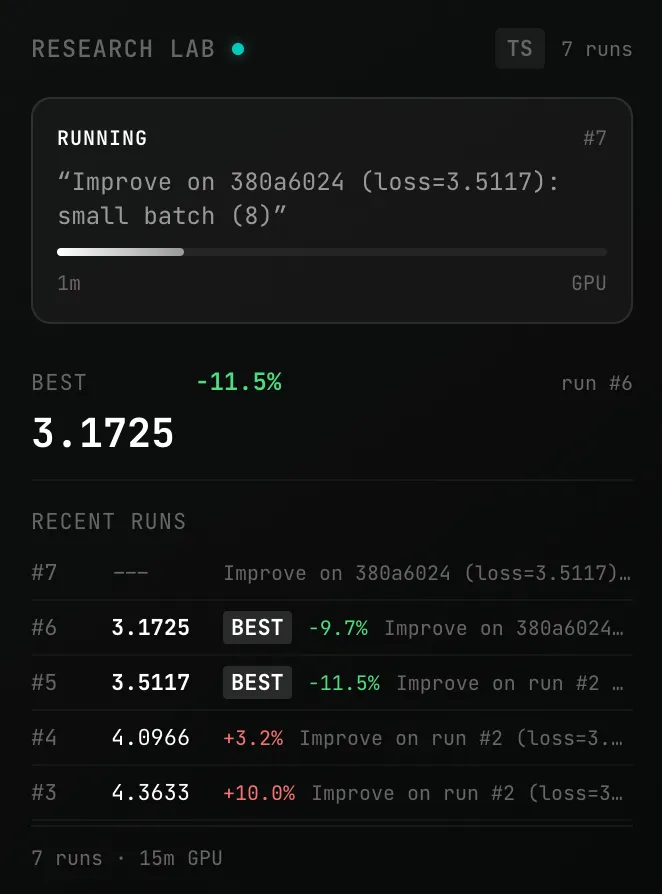 RESEARCH LAB TS 7 runs
RUNNING #7
“Improve on 380a6024 (loss=3.5117):
small batch (8)”
1m GPU
BEST -11.5% run #6
3.1725
RECENT RUNS
#7 --- Improve on 380a6024 (loss=3.5117)…
#6 3.1725 BEST -9.7% Improve on 380a6024…
#5 3.5117 BEST -11.5% Improve on run #2 …
#4 4.0966 +3.2% Improve on run #2 (loss=3.…
#3 4.3633 +10.0% Improve on run #2 (loss=3…
7 runs · 15m GPU